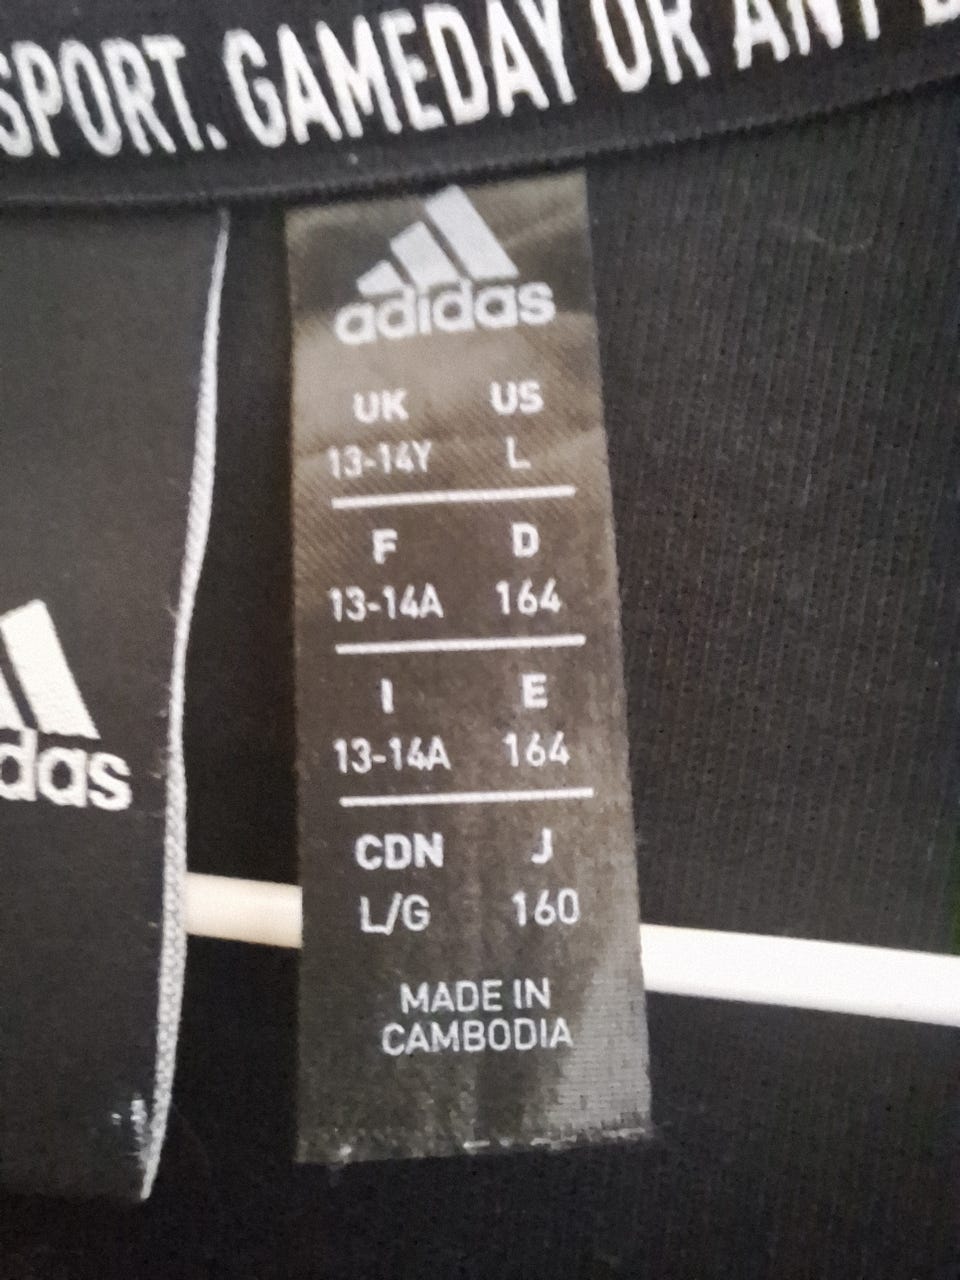 SPORT. GAMEDAY OR ANY
adidas
UK US
13-14Y L
F D
13-14A 164
I E
13-14A 164
CDN J
L/G 160
MADE IN
CAMBODIA
das